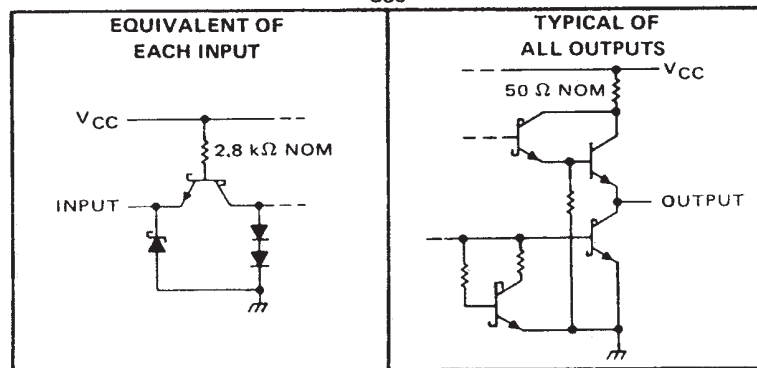 EQUIVALENT OF
EACH INPUT
VCC
2.8 kΩ NOM
INPUT
TYPICAL OF
ALL OUTPUTS
VCC
50 Ω NOM
OUTPUT